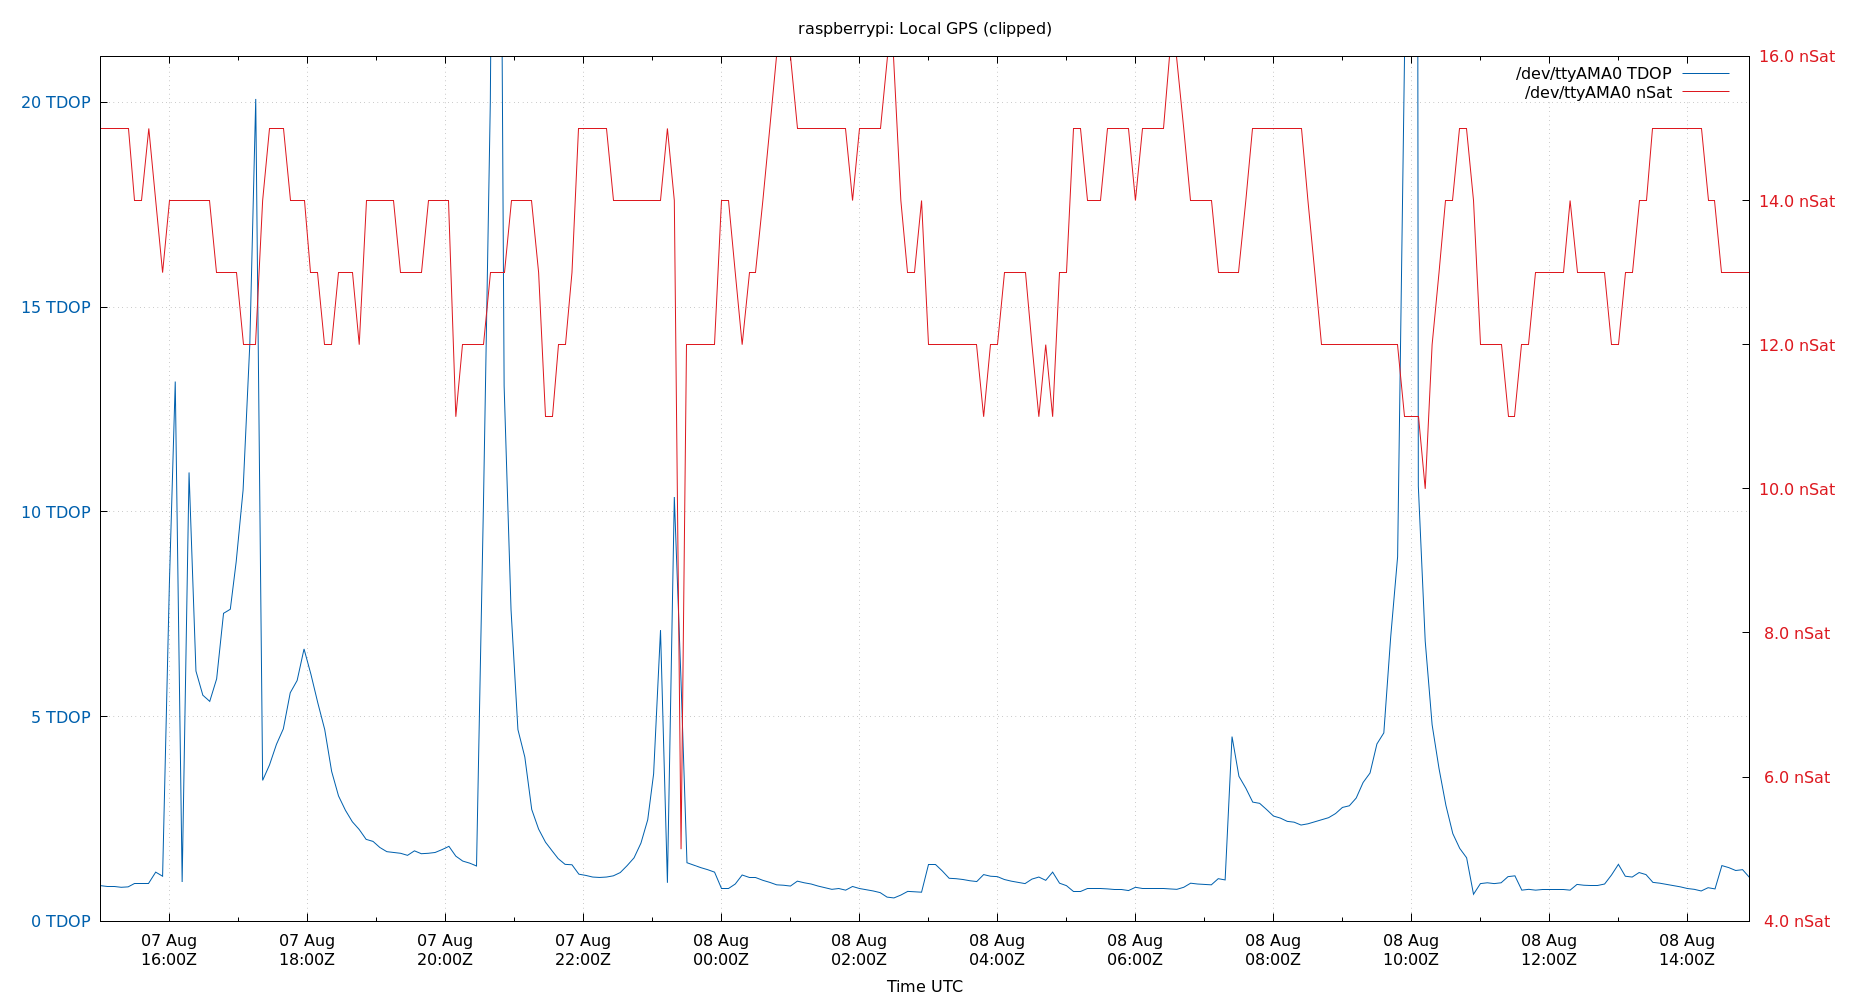 raspberrypi: Local GPS (clipped)
16.0 nSat
/dev/ttyAMA0 TDOP
/dev/ttyAMA0 nSat
20 TDOP
14.0 nSat
15 TDOP
12.0 nSat
10 TDOP
10.0 nSat
8.0 nSat
5 TDOP
6.0 nSat
0 TDOP
4.0 nSat
07 Aug 07 Aug 07 Aug 07 Aug 08 Aug 08 Aug 08 Aug 08 Aug 08 Aug 08 Aug 08 Aug 08 Aug
16:00Z 18:00Z 20:00Z 22:00Z 00:00Z 02:00Z 04:00Z 06:00Z 08:00Z 10:00Z 12:00Z 14:00Z
Time UTC